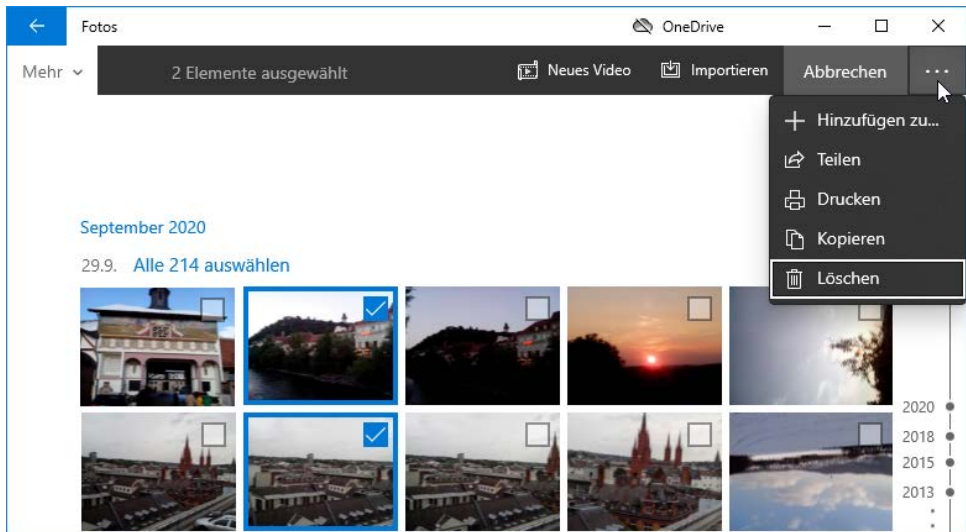 Fotos
OneDrive
Mehr
2 Elemente ausgewählt
Neues Video
Importieren
Abbrechen
Hinzufügen zu...
Teilen
Drucken
Kopieren
Löschen
September 2020
29.9. Alle 214 auswählen
2020
2018
2015
2013